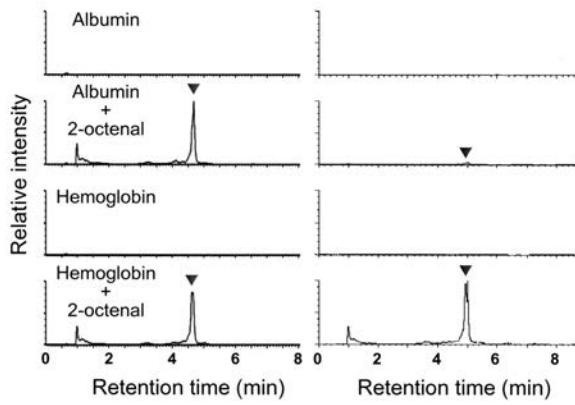 Relative intensity
Albumin
Albumin
+
2-octenal
Hemoglobin
Hemoglobin
+
2-octenal
0 2 4 6 8
0 2 4 6 8
Retention time (min)
Retention time (min)